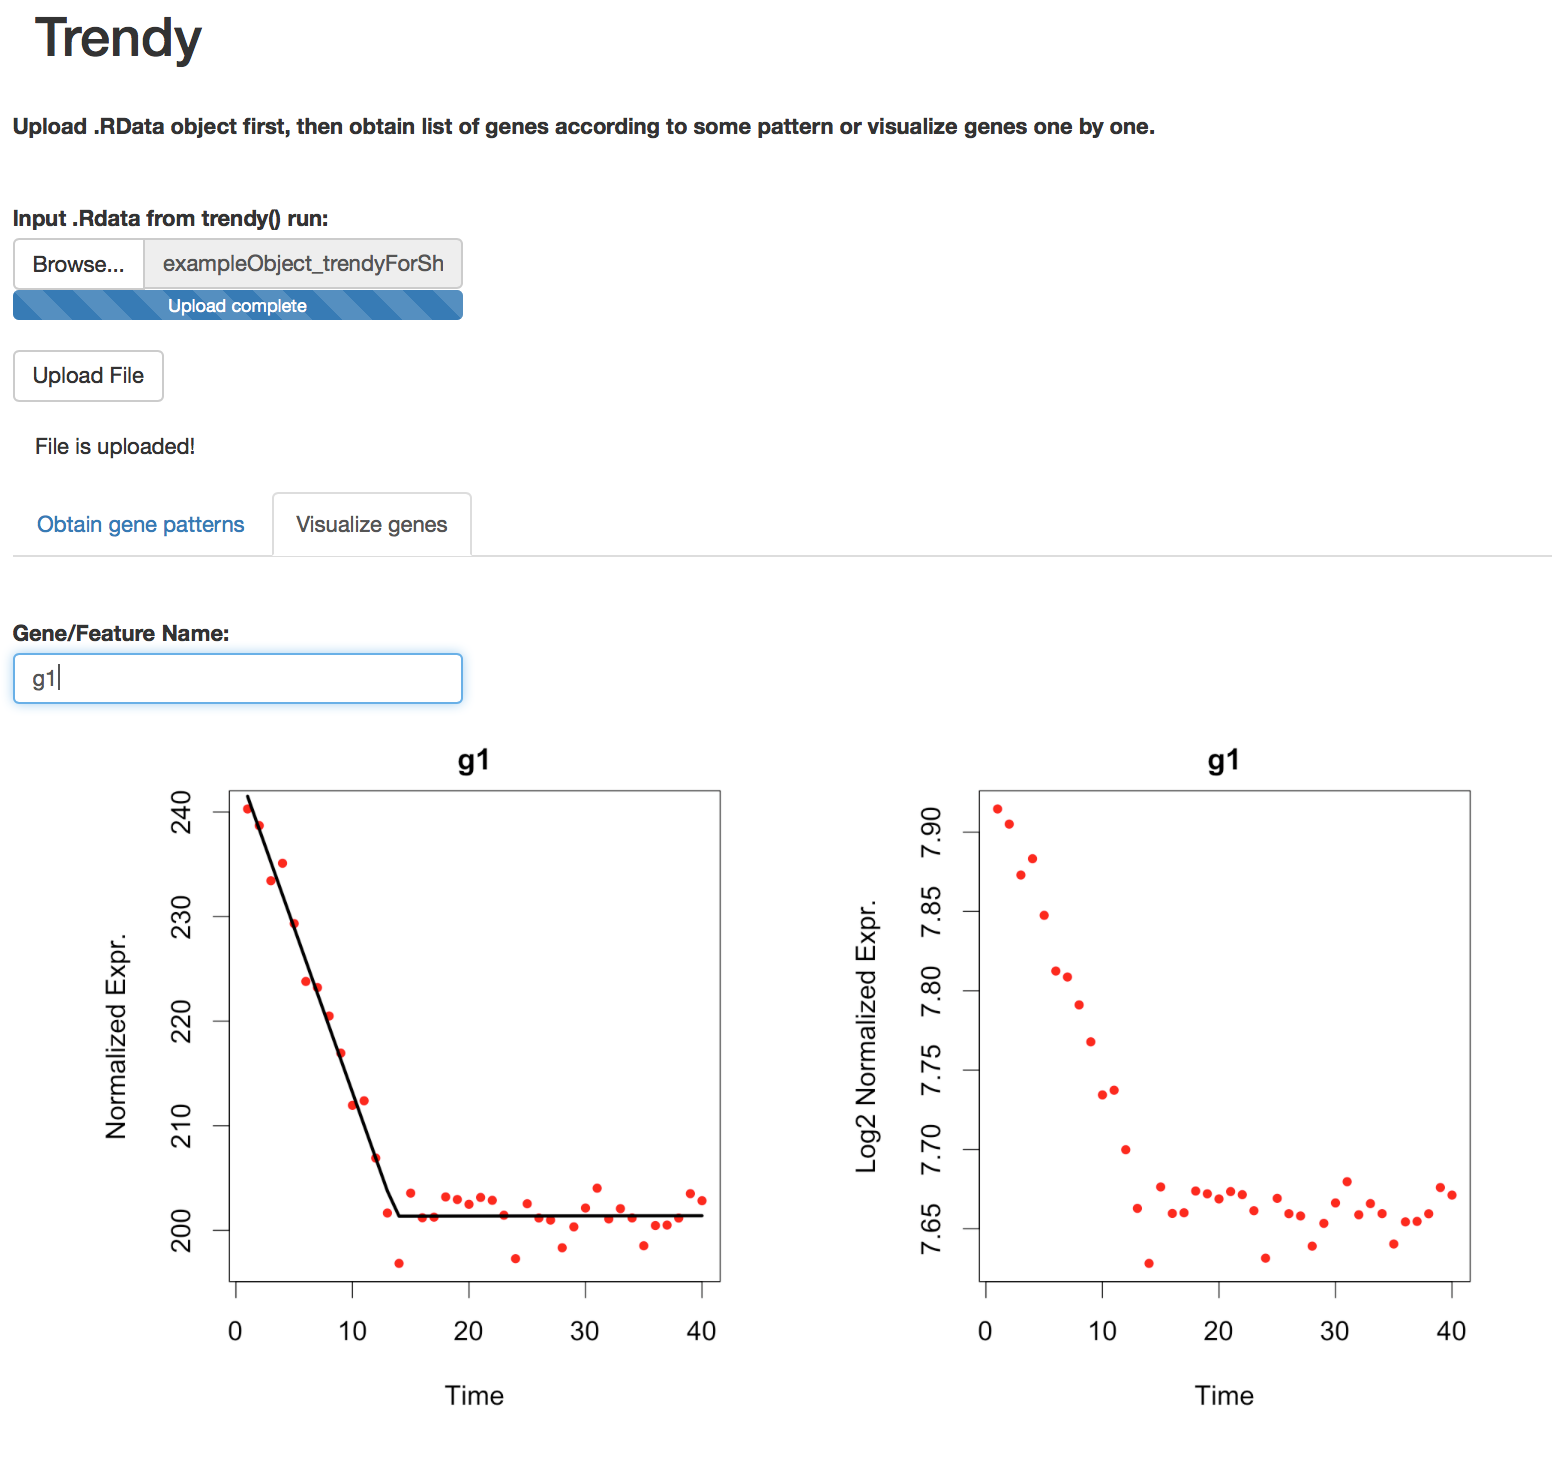 Trendy
Upload .RData object first, then obtain list of genes according to some pattern or visualize genes one by one.
Input .Rdata from trendy() run:
Browse... exampleObject_trendyForSh
Upload complete
Upload File
File is uploaded!
Obtain gene patterns Visualize genes
Gene/Feature Name:
g1
g1
Normalized Expr.
240
230
220
210
200
0 10 20 30 40
Time
g1
Log2 Normalized Expr.
7.90
7.85
7.80
7.75
7.70
7.65
0 10 20 30 40
Time